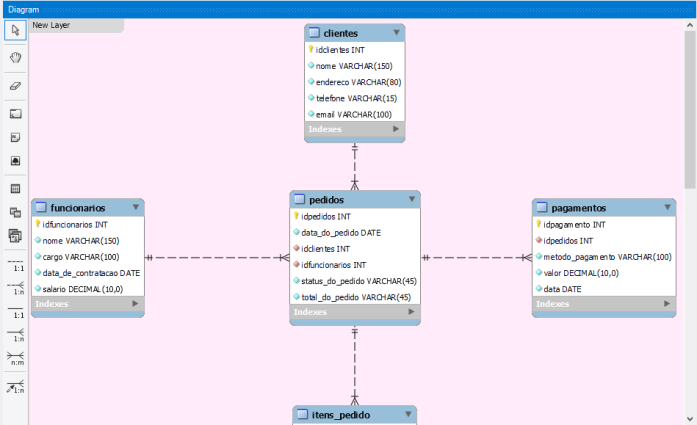 Diagram
New Layer
clientes
idclientes INT
nome VARCHAR(150)
endereco VARCHAR(80)
telefone VARCHAR(15)
email VARCHAR(100)
Indexes
funcionarios
idfuncionarios INT
nome VARCHAR(150)
cargo VARCHAR(100)
data_de_contratacao DATE
salario DECIMAL(10,0)
Indexes
pedidos
idpedidos INT
data_do_pedido DATE
idclientes INT
idfuncionarios INT
status_do_pedido VARCHAR(45)
total_do_pedido VARCHAR(45)
Indexes
pagamentos
idpagamento INT
idpedidos INT
metodo_pagamento VARCHAR(100)
valor DECIMAL(10,0)
data DATE
Indexes
itens_pedido
1:1
1:n
1:1
1:n
n:m
1:n